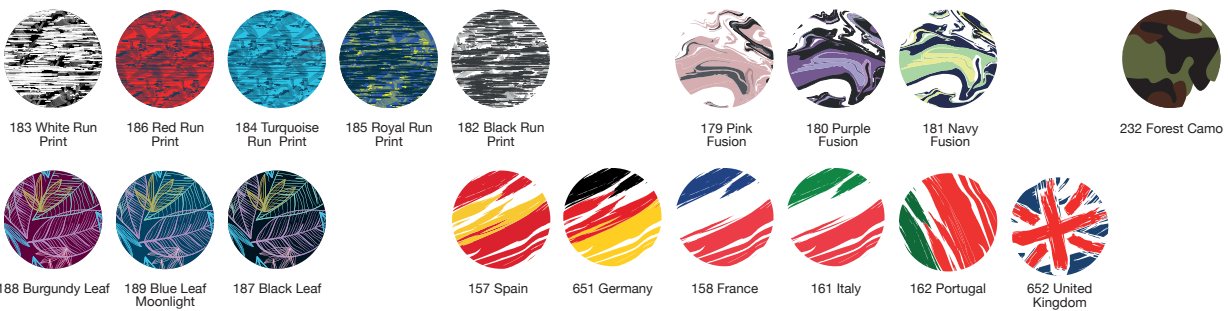 183 White Run
Print
186 Red Run
Print
184 Turquoise
Run Print
185 Royal Run
Print
182 Black Run
Print
179 Pink
Fusion
180 Purple
Fusion
181 Navy
Fusion
232 Forest Camo
188 Burgundy Leaf
189 Blue Leaf
Moonlight
187 Black Leaf
157 Spain
651 Germany
158 France
161 Italy
162 Portugal
652 United
Kingdom